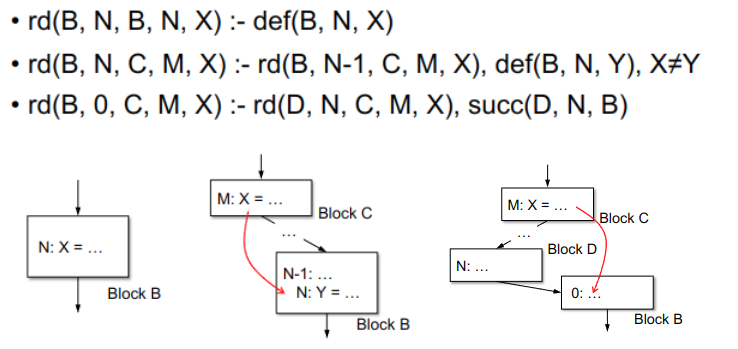 • rd(B, N, B, N, X) :- def(B, N, X)
• rd(B, N, C, M, X) :- rd(B, N-1, C, M, X), def(B, N, Y), X≠Y
• rd(B, 0, C, M, X) :- rd(D, N, C, M, X), succ(D, N, B)
N: X = ...
Block B
M: X = ...
Block C
...
N-1: ...
N: Y = ...
Block B
M: X = ...
Block C
...
Block D
N: ...
0: ...
Block B